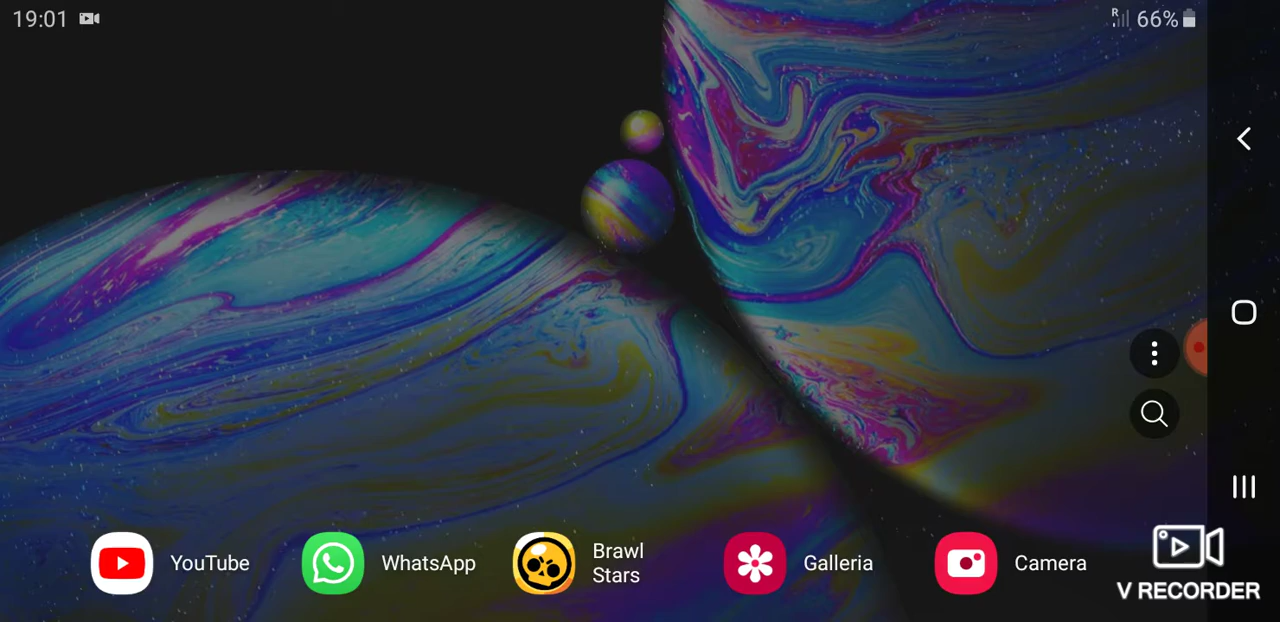 19:01
R 66%
YouTube
WhatsApp
Brawl
Stars
Galleria
Camera
V RECORDER